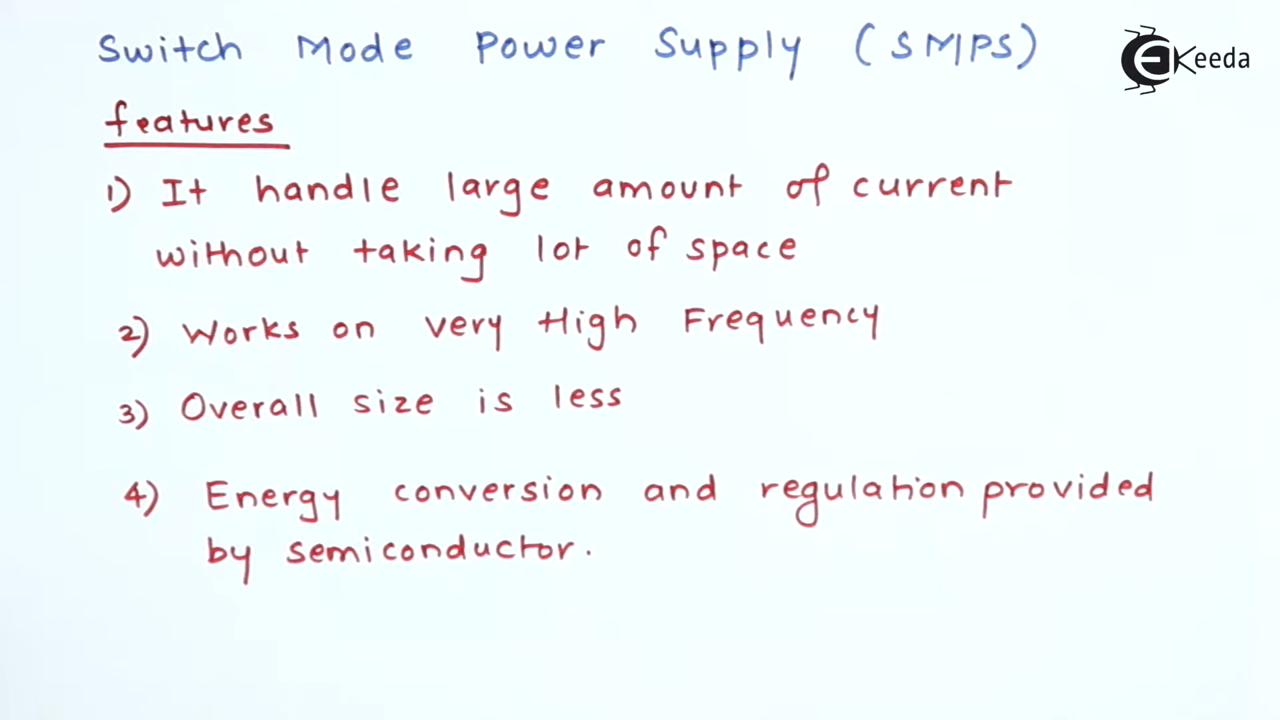 Switch Mode Power Supply (SMPS)
EKeeda
features
1) It handle large amount of current
without taking lot of space
2) Works on very High Frequency
3) Overall size is less
4) Energy conversion and regulation provided
by semiconductor.